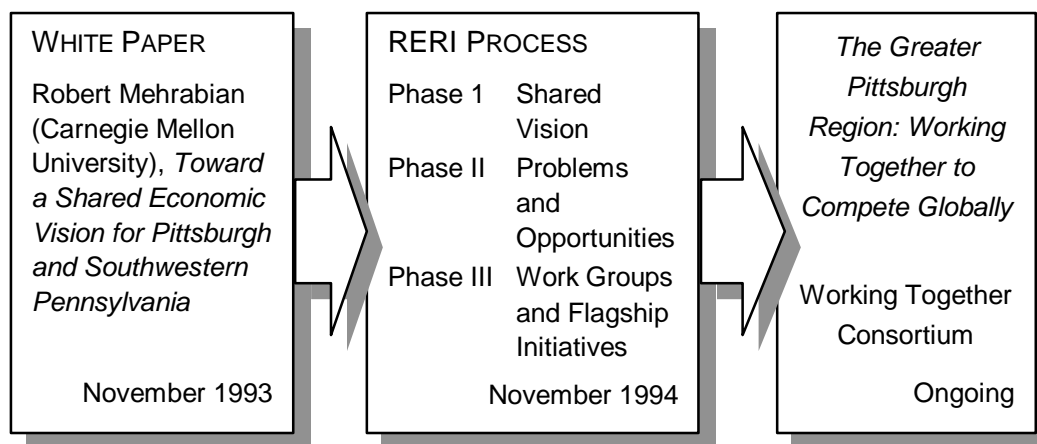 WHITE PAPER
Robert Mehrabian
(Carnegie Mellon
University), Toward
a Shared Economic
Vision for Pittsburgh
and Southwestern
Pennsylvania
November 1993
RERI PROCESS
Phase 1 Shared
Vision
Phase II Problems
and
Opportunities
Phase III Work Groups
and Flagship
Initiatives
November 1994
The Greater
Pittsburgh
Region: Working
Together to
Compete Globally
Working Together
Consortium
Ongoing